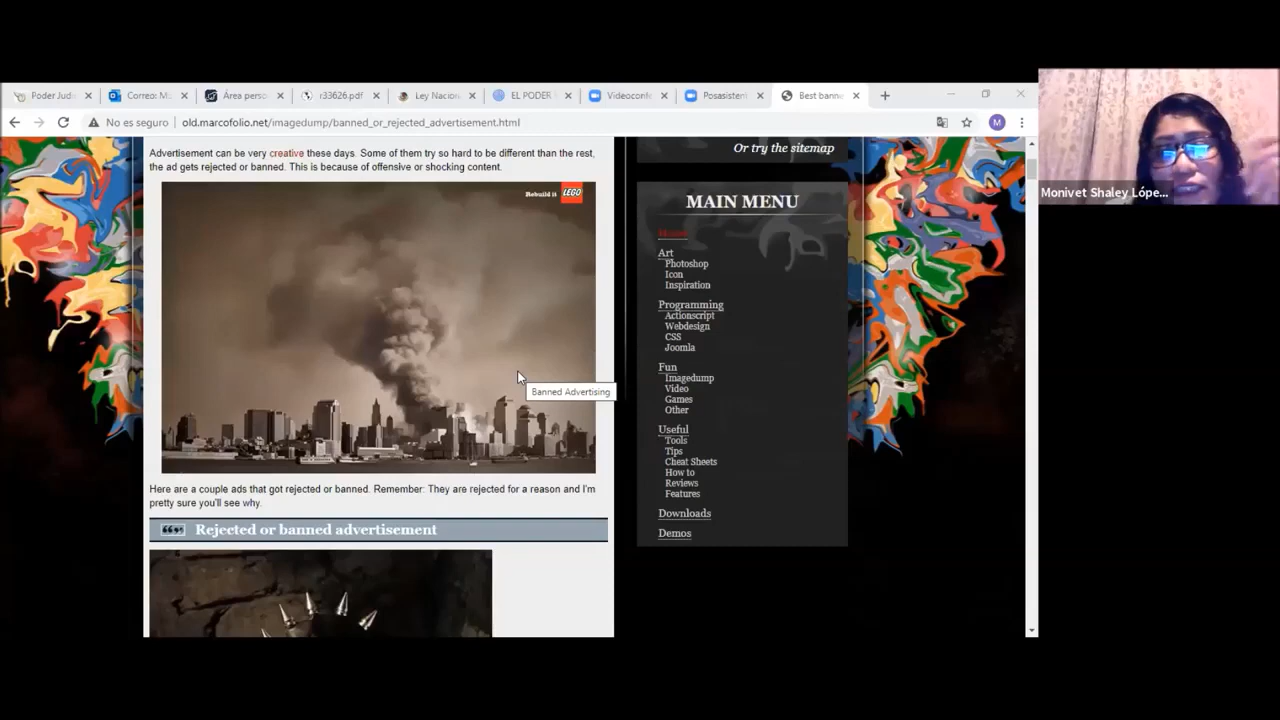 Poder Judi
Correo: Mo
Área perso
r33626.pdf
Ley Nacion
EL PODER
Videoconfe
Posasistent
Best banne
No es seguro
old.marcofolio.net/imagedump/banned_or_rejected_advertisement.html
M
Advertisement can be very creative these days. Some of them try so hard to be different than the rest,
the ad gets rejected or banned. This is because of offensive or shocking content.
Rebuild it LEGO
Banned Advertising
Here are a couple ads that got rejected or banned. Remember: They are rejected for a reason and I'm
pretty sure you'll see why.
Rejected or banned advertisement
Or try the sitemap
MAIN MENU
Home
Art
Photoshop
Icon
Inspiration
Programming
Actionscript
Webdesign
CSS
Joomla
Fun
Imagedump
Video
Games
Other
Useful
Tools
Tips
Cheat Sheets
How to
Reviews
Features
Downloads
Demos
Monivet Shaley Lópe...